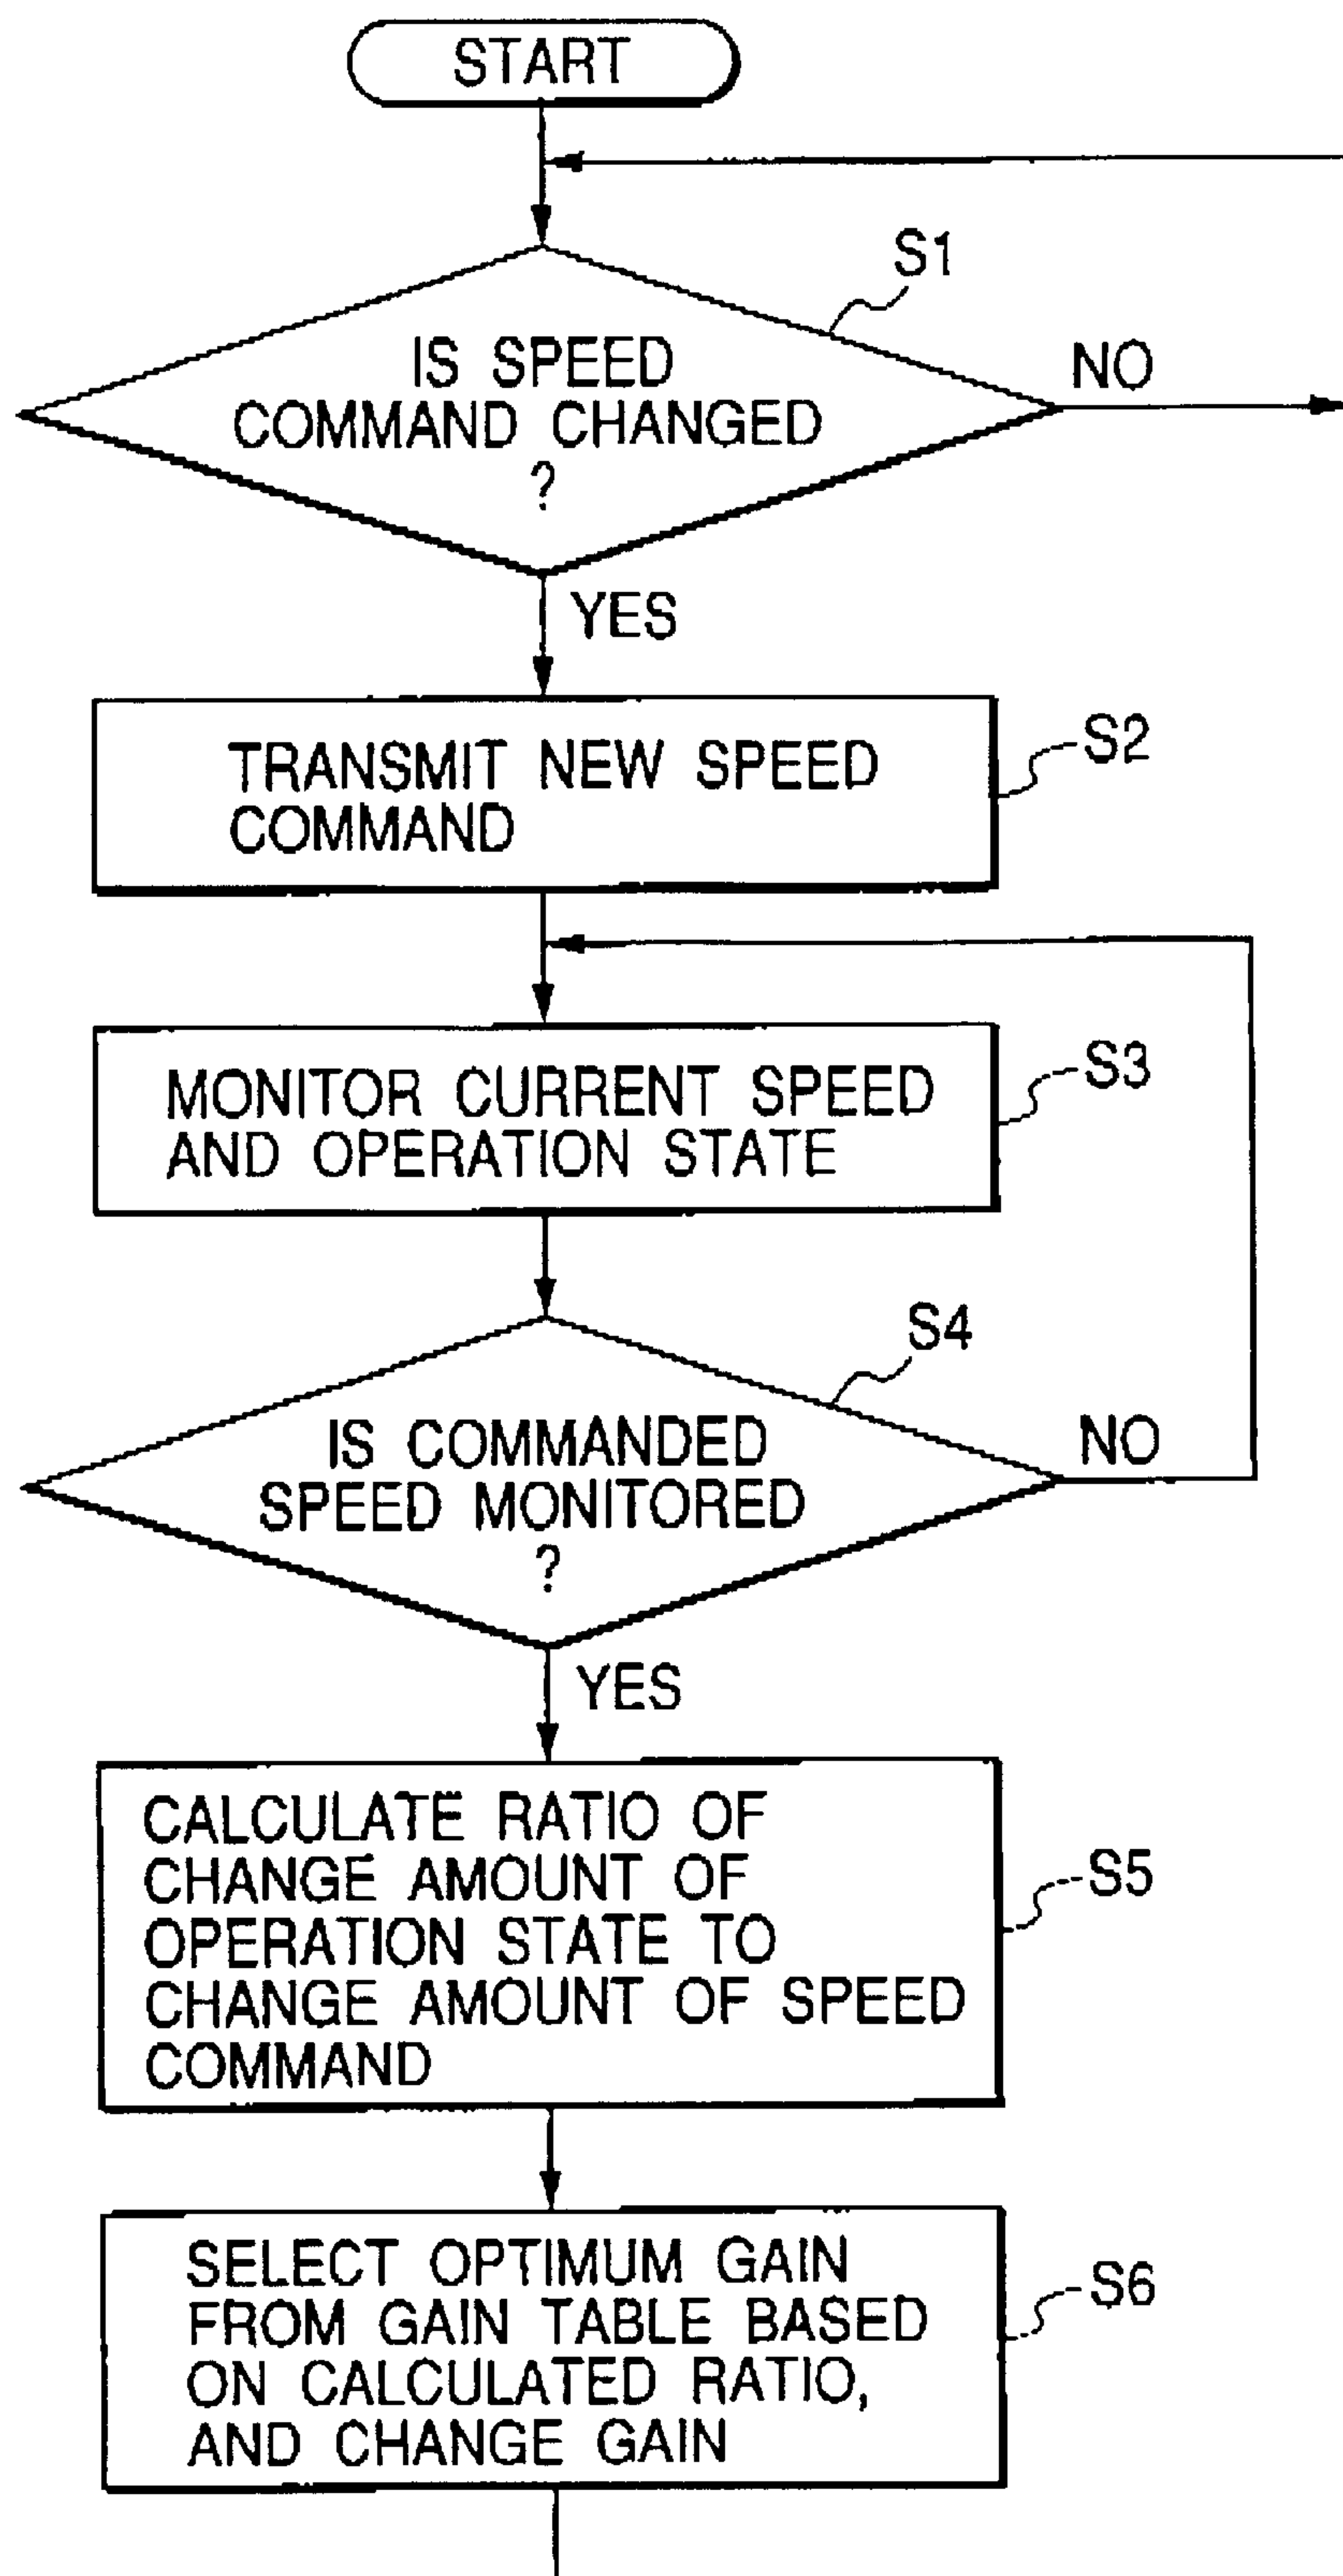 START
S1
IS SPEED
COMMAND CHANGED
?
NO
YES
TRANSMIT NEW SPEED
COMMAND
S2
MONITOR CURRENT SPEED
AND OPERATION STATE
S3
S4
IS COMMANDED
SPEED MONITORED
?
NO
YES
CALCULATE RATIO OF
CHANGE AMOUNT OF
OPERATION STATE TO
CHANGE AMOUNT OF SPEED
COMMAND
S5
SELECT OPTIMUM GAIN
FROM GAIN TABLE BASED
ON CALCULATED RATIO,
AND CHANGE GAIN
S6